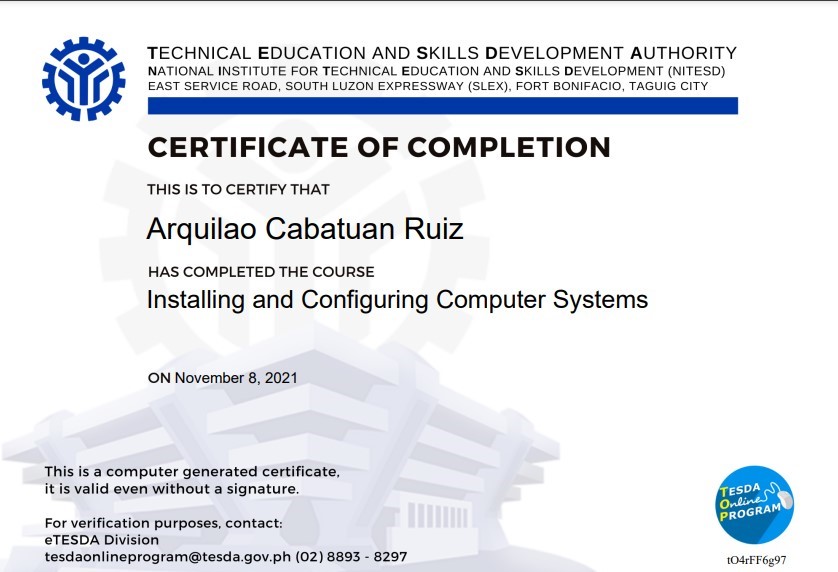 TECHNICAL EDUCATION AND SKILLS DEVELOPMENT AUTHORITY
NATIONAL INSTITUTE FOR TECHNICAL EDUCATION AND SKILLS DEVELOPMENT (NITESD)
EAST SERVICE ROAD, SOUTH LUZON EXPRESSWAY (SLEX), FORT BONIFACIO, TAGUIG CITY
CERTIFICATE OF COMPLETION
THIS IS TO CERTIFY THAT
Arquilao Cabatuan Ruiz
HAS COMPLETED THE COURSE
Installing and Configuring Computer Systems
ON November 8, 2021
This is a computer generated certificate,
it is valid even without a signature.
For verification purposes, contact:
eTESDA Division
tesdaonlineprogram@tesda.gov.ph (02) 8893 - 8297
TESDA
Online
PROGRAM
tO4rFF6g97